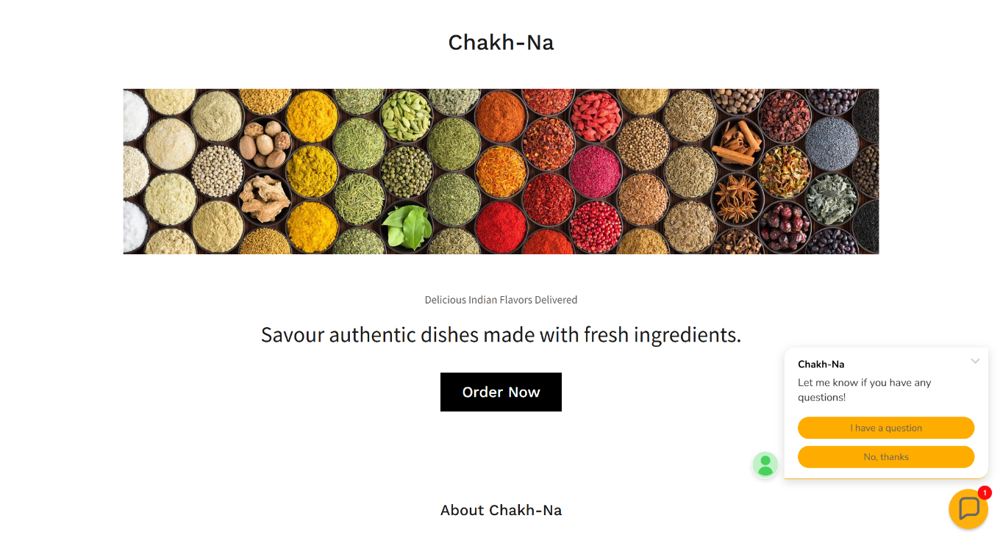 Chakh-Na
Delicious Indian Flavors Delivered
Savour authentic dishes made with fresh ingredients.
Order Now
Chakh-Na
Let me know if you have any
questions!
I have a question
No, thanks
1
About Chakh-Na